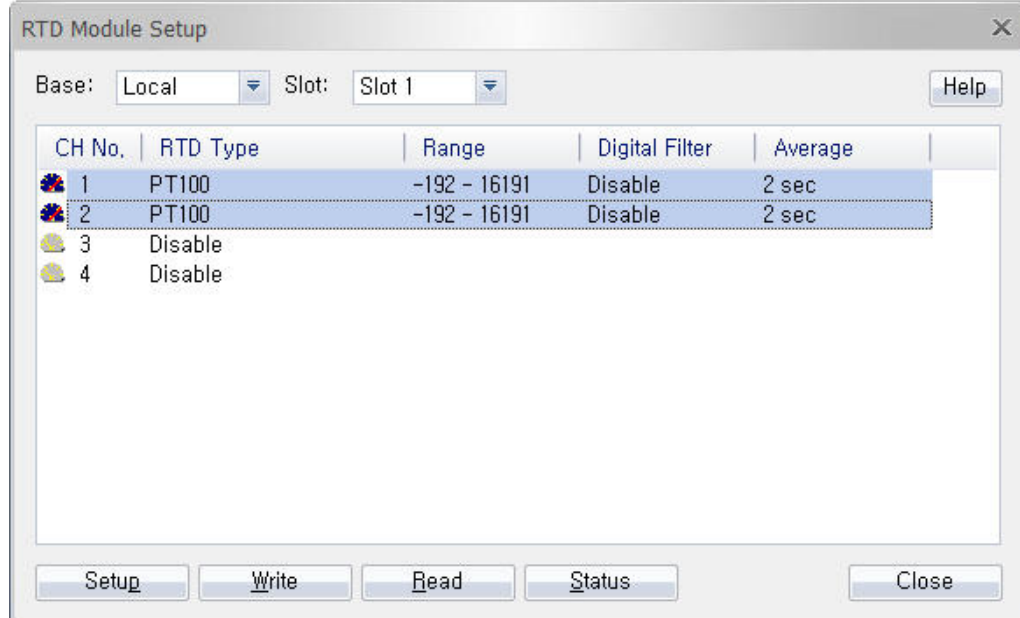 RTD Module Setup
Base: Local Slot: Slot 1 Help
CH No. RTD Type Range Digital Filter Average
1 PT100 -192 - 16191 Disable 2 sec
2 PT100 -192 - 16191 Disable 2 sec
3 Disable
4 Disable
Setup Write Read Status Close